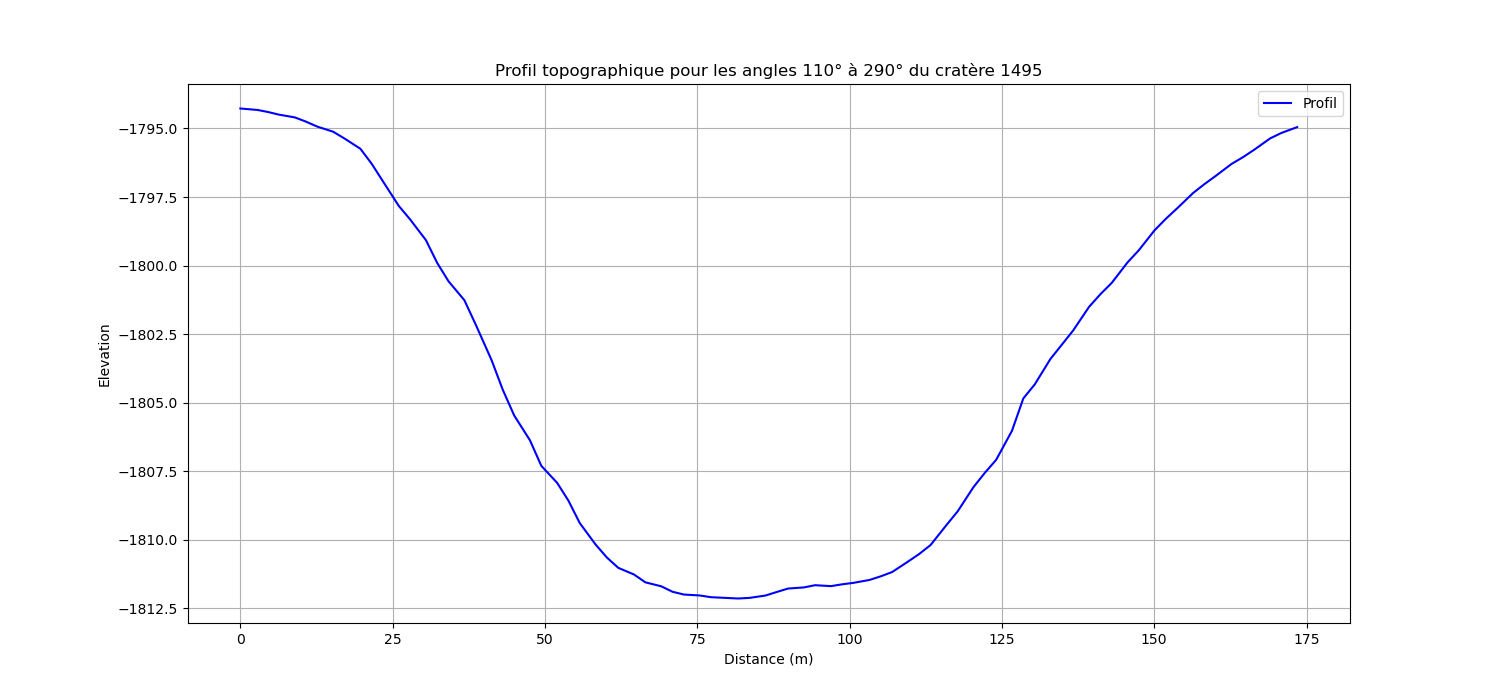 Profil topographique pour les angles 110° à 290° du cratère 1495
Profil
−1795.0
−1797.5
−1800.0
−1802.5
−1805.0
−1807.5
−1810.0
−1812.5
Elevation
0 25 50 75 100 125 150 175
Distance (m)